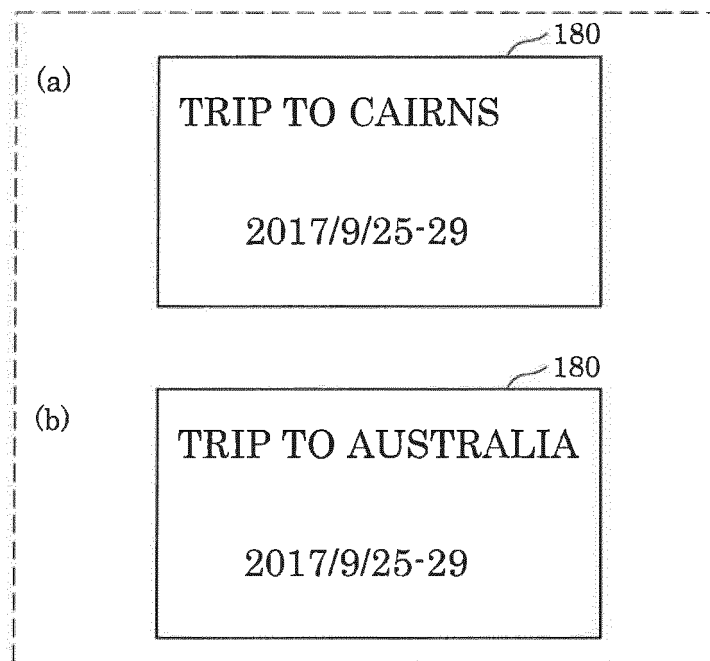 180
(a)
TRIP TO CAIRNS
2017/9/25-29
180
(b)
TRIP TO AUSTRALIA
2017/9/25-29